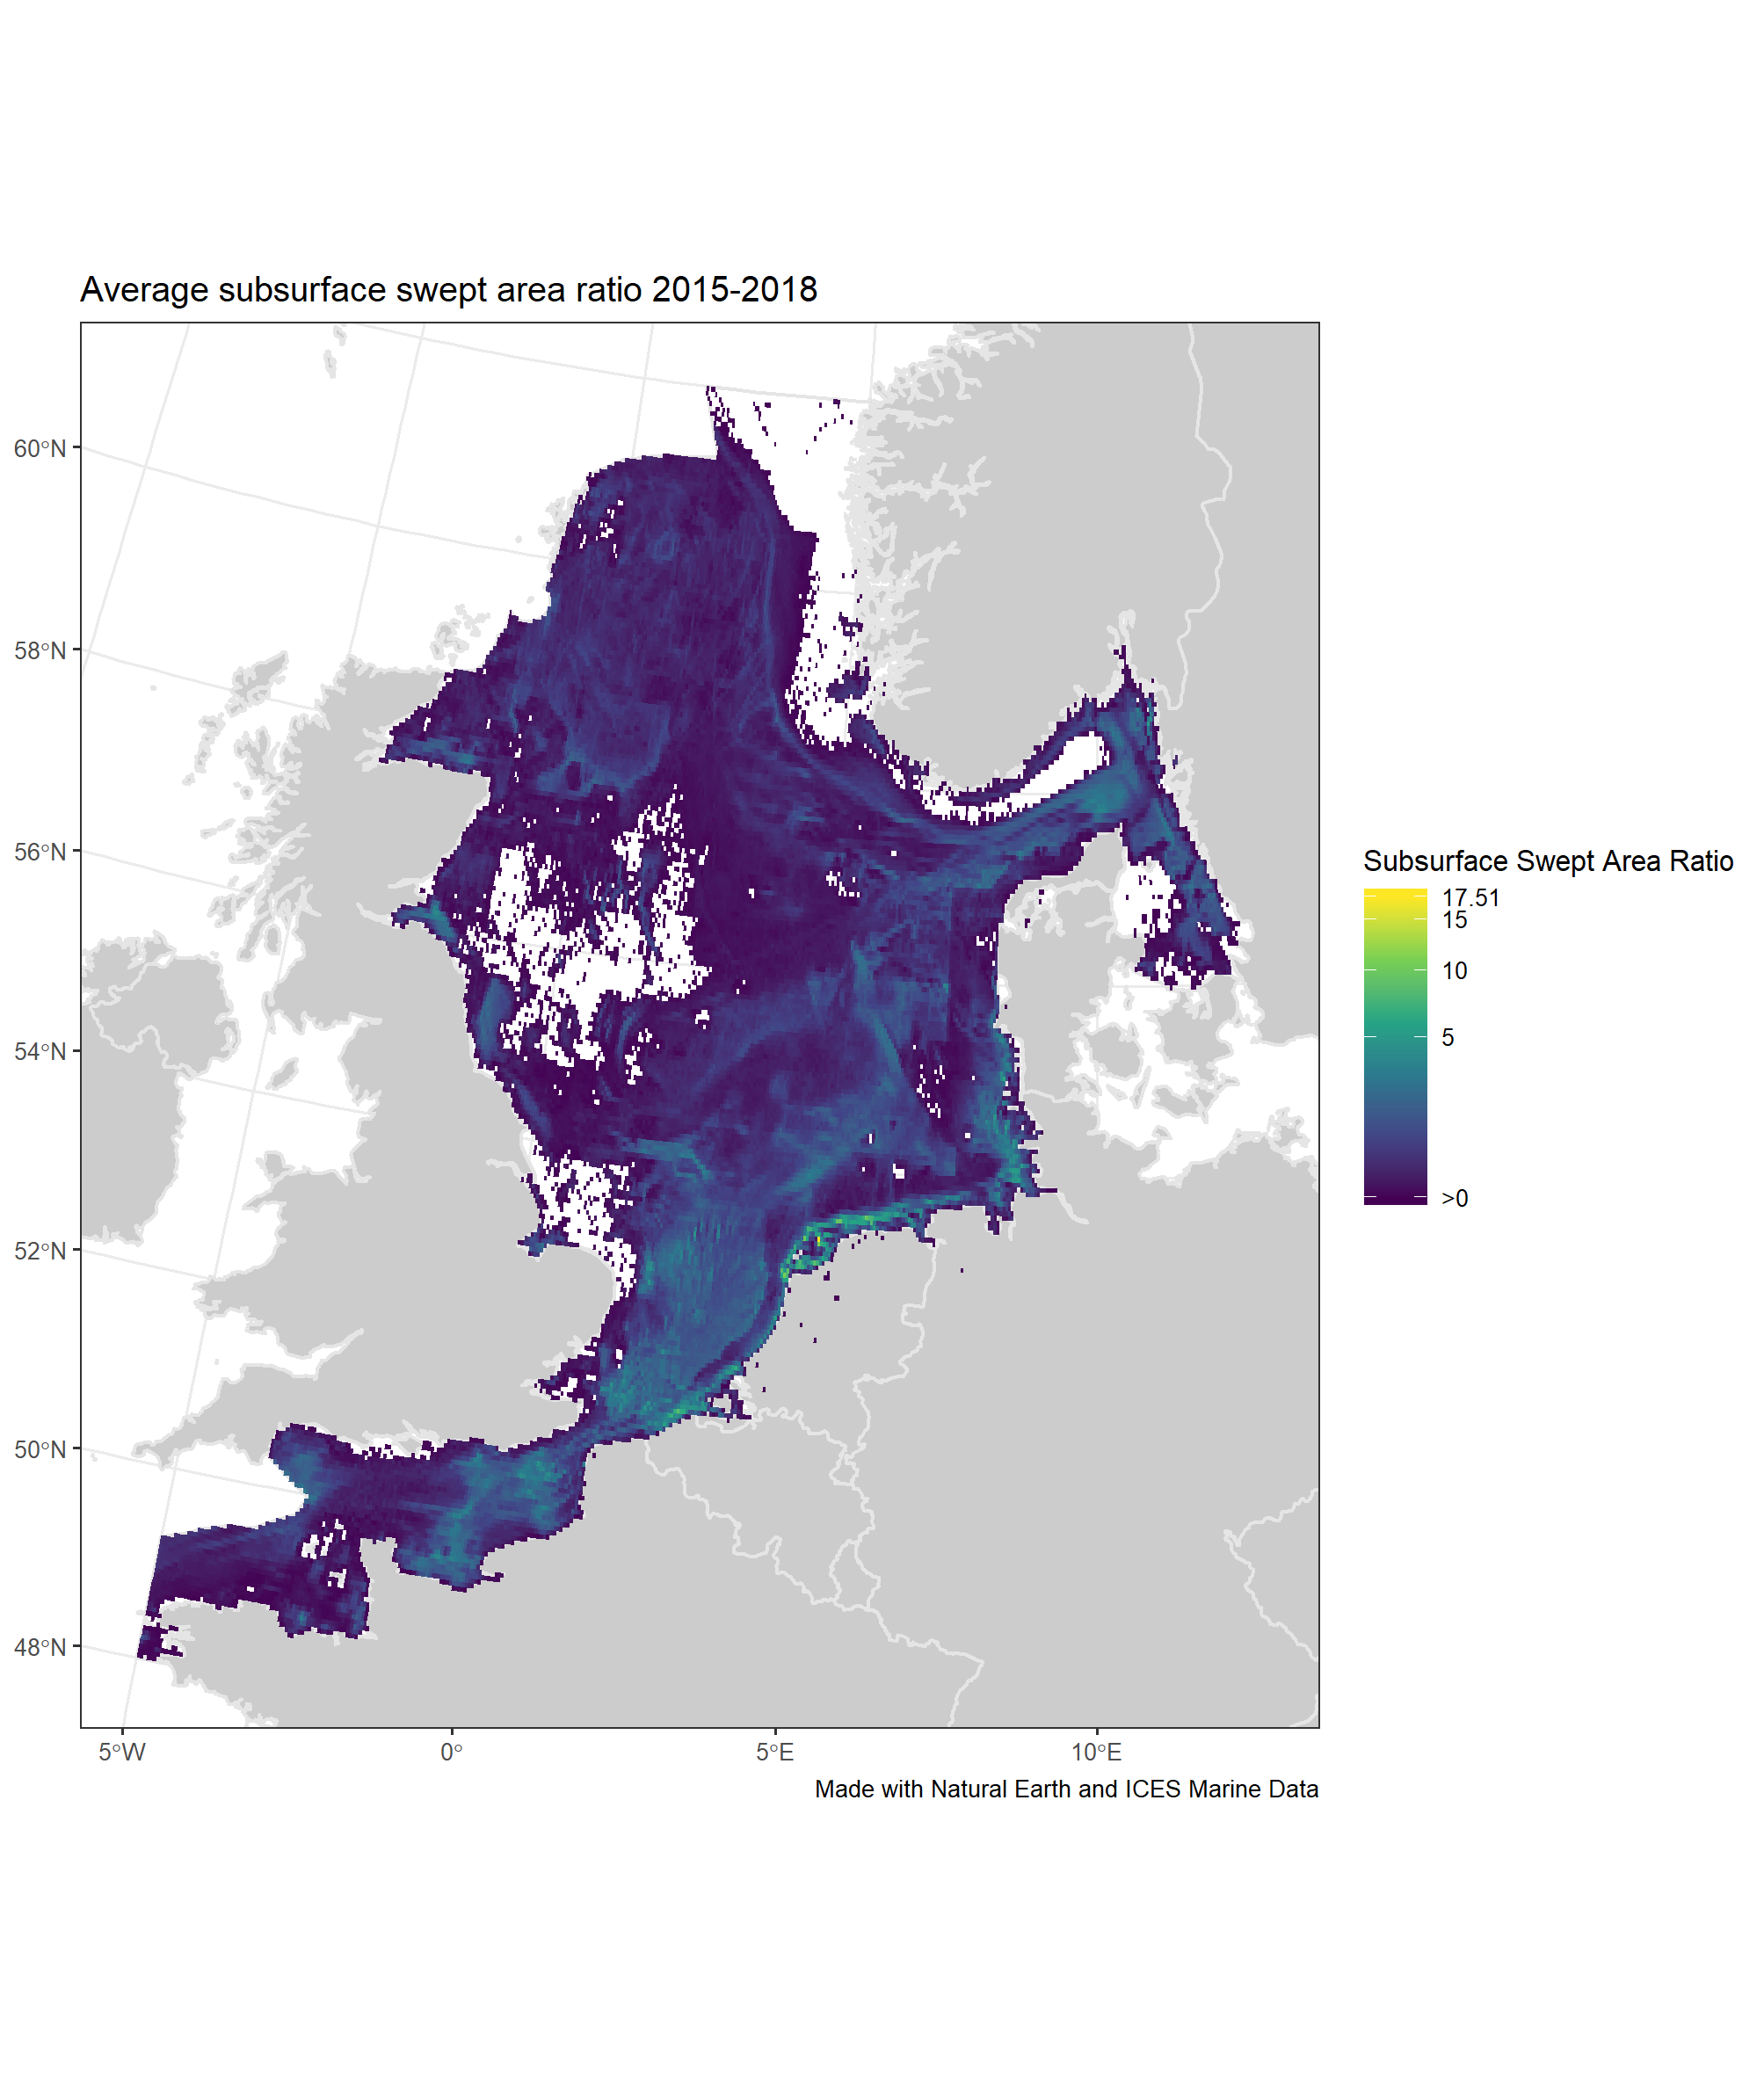 Average subsurface swept area ratio 2015-2018
60°N
58°N
56°N
54°N
52°N
50°N
48°N
5°W
0°
5°E
10°E
Subsurface Swept Area Ratio
17.51
15
10
5
>0
Made with Natural Earth and ICES Marine Data